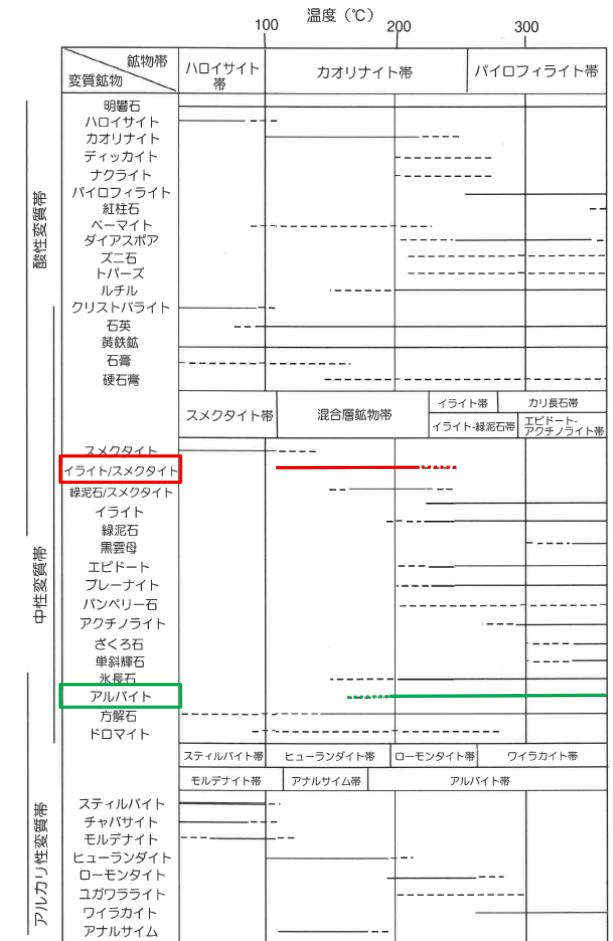 温度（℃）
100
200
300
鉱物帯
変質鉱物
ハロイサイト帯
カオリナイト帯
パイロフィライト帯
酸性変質帯
明礬石
ハロイサイト
カオリナイト
ディッカイト
ナクライト
パイロフィライト
紅柱石
ベーマイト
ダイアスポア
ズニ石
トパーズ
ルチル
クリストバライト
石英
黄鉄鉱
石膏
硬石膏
スメクタイト帯
混合層鉱物帯
イライト帯
カリ長石帯
イライト-緑泥石帯
エピドート-
アクチノライト帯
中性変質帯
スメクタイト
イライト/スメクタイト
緑泥石/スメクタイト
イライト
緑泥石
黒雲母
エピドート
プレーナイト
パンペリー石
アクチノライト
ざくろ石
単斜輝石
氷長石
アルバイト
方解石
ドロマイト
スティルバイト帯
ヒューランダイト帯
ローモンタイト帯
ワイラカイト帯
モルデナイト帯
アナルサイム帯
アルバイト帯
アルカリ性変質帯
スティルバイト
チャバサイト
モルデナイト
ヒューランダイト
ローモンタイト
ユガワラライト
ワイラカイト
アナルサイム